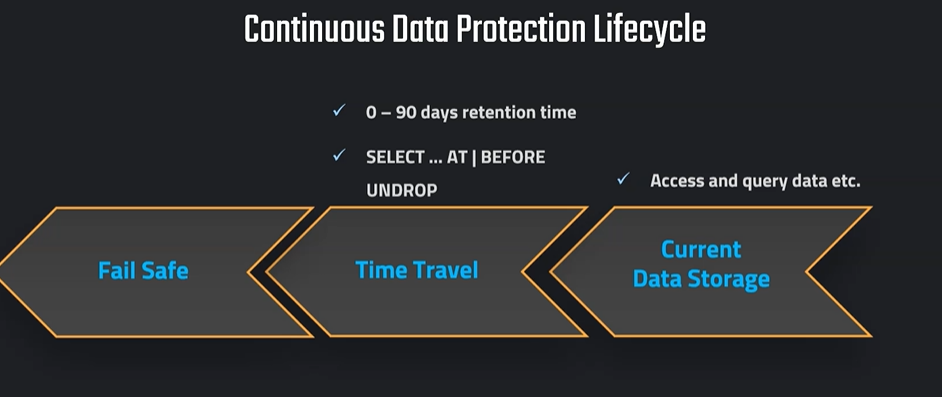 Continuous Data Protection Lifecycle
✓ 0 – 90 days retention time
✓ SELECT ... AT | BEFORE
UNDROP
✓ Access and query data etc.
Fail Safe
Time Travel
Current
Data Storage